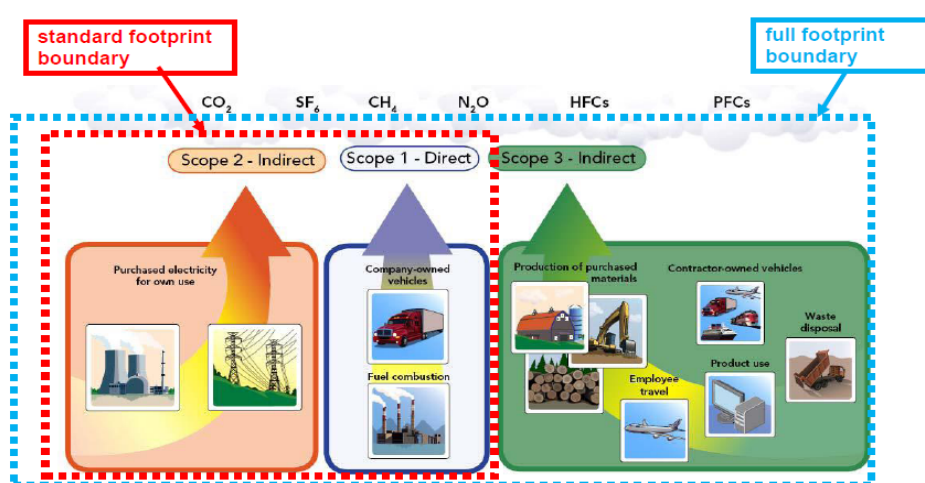 standard footprint
boundary
full footprint
boundary
CO₂ SF₆ CH₄ N₂O HFCs PFCs
Scope 2 - Indirect
Scope 1 - Direct
Scope 3 - Indirect
Purchased electricity
for own use
Company-owned
vehicles
Fuel combustion
Production of purchased
materials
Contractor-owned vehicles
Waste
disposal
Product use
Employee
travel